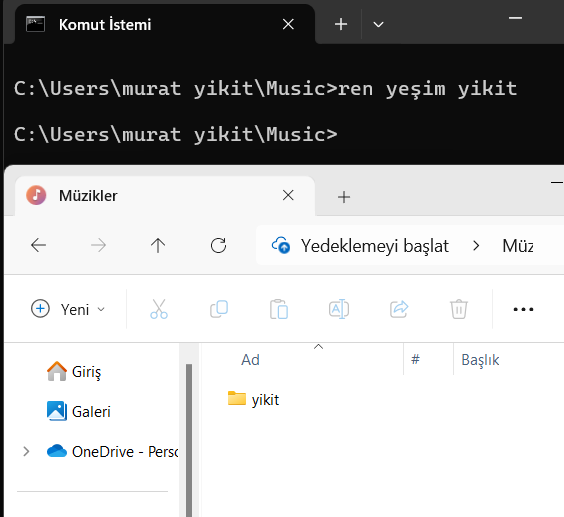 Komut İstemi
C:\Users\murat yikit\Music>ren yeşim yikit
C:\Users\murat yikit\Music>
Müzikler
Yedeklemeyi başlat > Müz
Yeni
Ad # Başlık
Giriş
yikit
Galeri
OneDrive - Perso